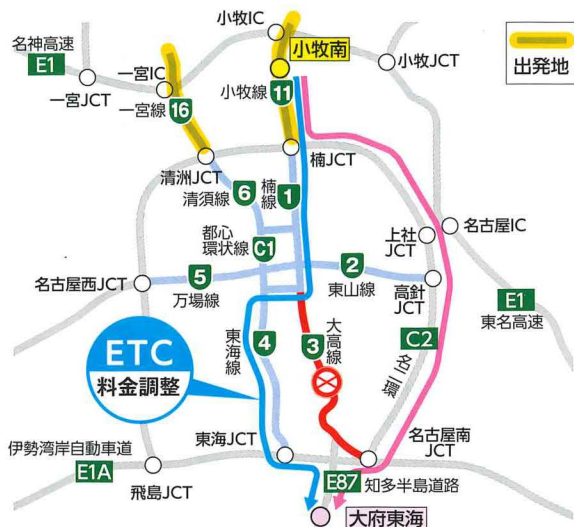 小牧IC
小牧南
名神高速
E1
一宮IC
小牧JCT
出発地
一宮JCT
一宮線
16
小牧線
11
楠JCT
清洲JCT
清須線
6
楠線
1
都心
環状線
C1
上社
JCT
名古屋IC
名古屋西JCT
5
万場線
2
東山線
高針
JCT
E1
東名高速
ETC
料金調整
東海線
4
3
大高線
C2
名二環
伊勢湾岸自動車道
E1A
飛島JCT
東海JCT
名古屋南
JCT
E87
知多半島道路
大府東海